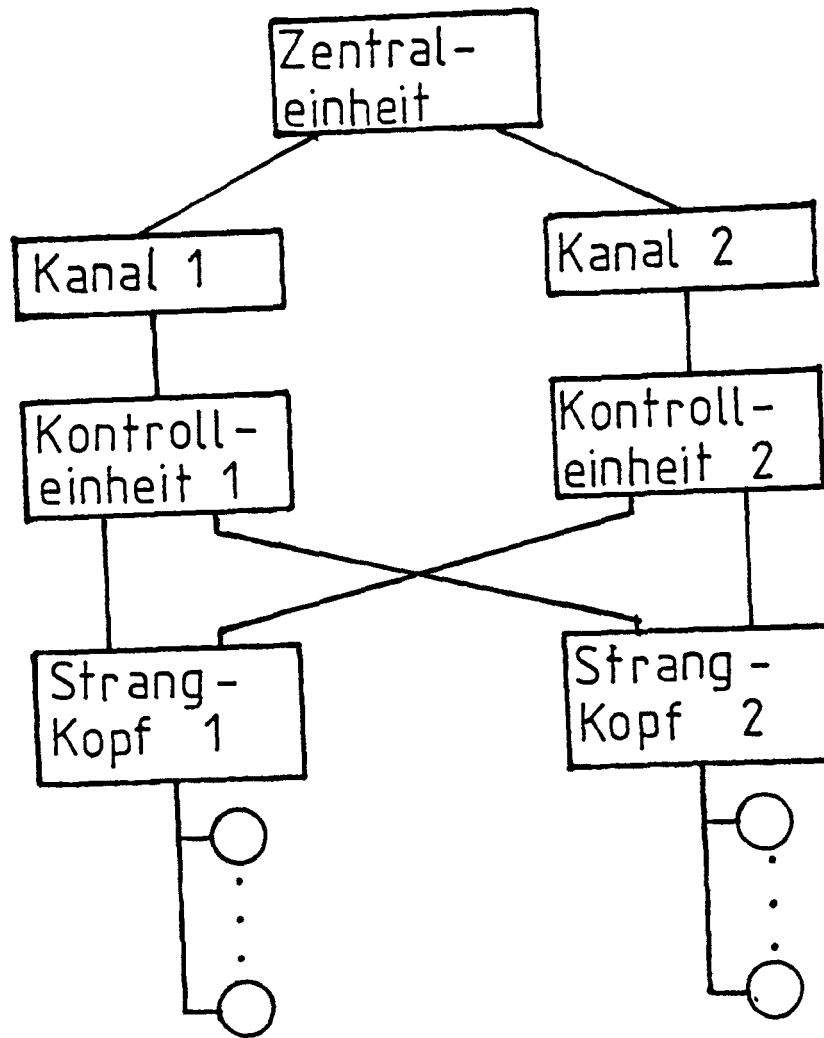 Zentral-
einheit
Kanal 1
Kanal 2
Kontroll-
einheit 1
Kontroll-
einheit 2
Strang-
Kopf 1
Strang-
Kopf 2